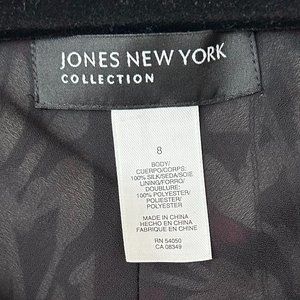 JONES NEW YORK
COLLECTION
8
BODY/
CUERPO/CORPS:
100% SILK/SEDA/SOIE
LINING/FORRO/
DOUBLURE:
100% POLYESTER/
POLIESTER/
POLYESTER
MADE IN CHINA
HECHO EN CHINA
FABRIQUE EN CHINE
RN 54050
CA 08349